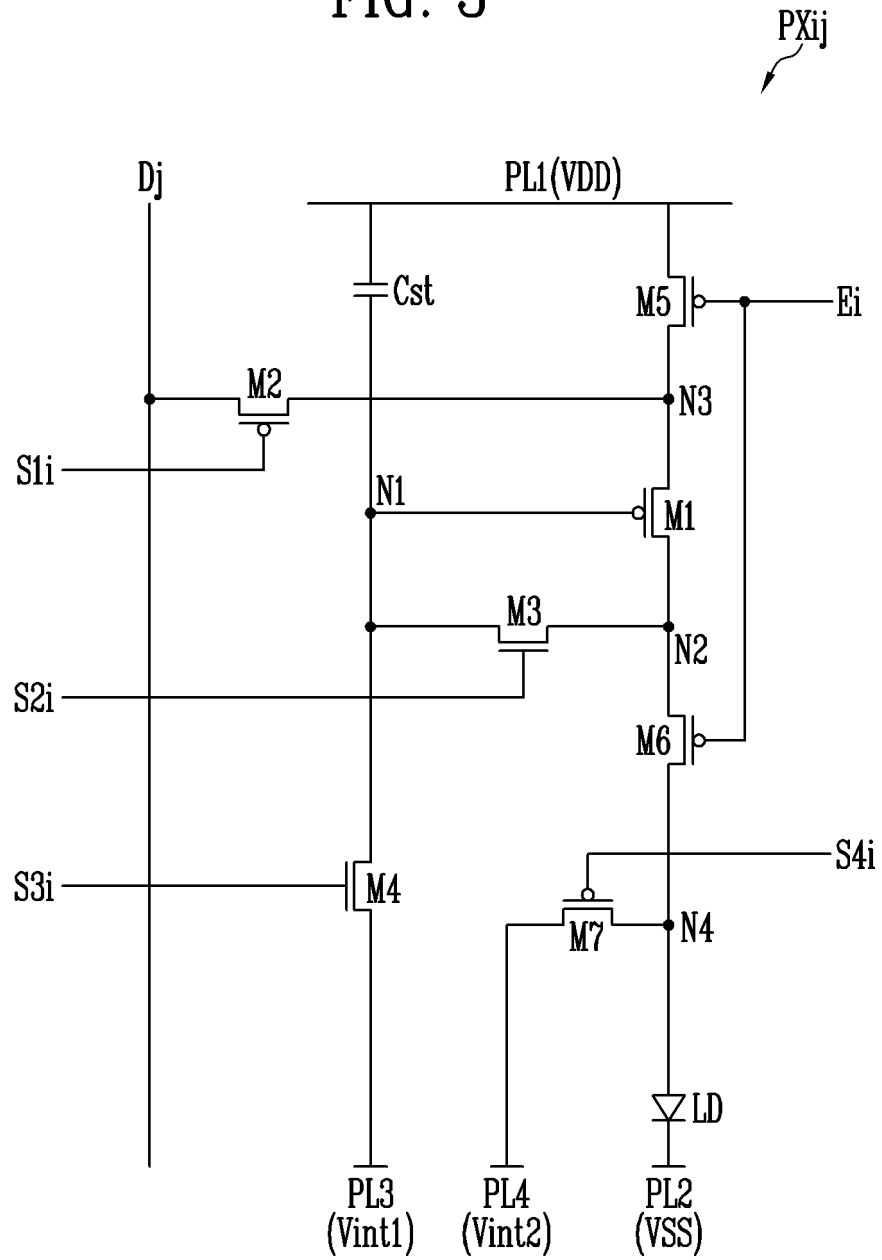 FIG. 3
PXij
Dj
PL1(VDD)
Cst
M5
Ei
M2
N3
S1i
N1
M1
M3
N2
S2i
M6
S4i
S3i
M4
M7
N4
LD
PL3
(Vint1)
PL4
(Vint2)
PL2
(VSS)